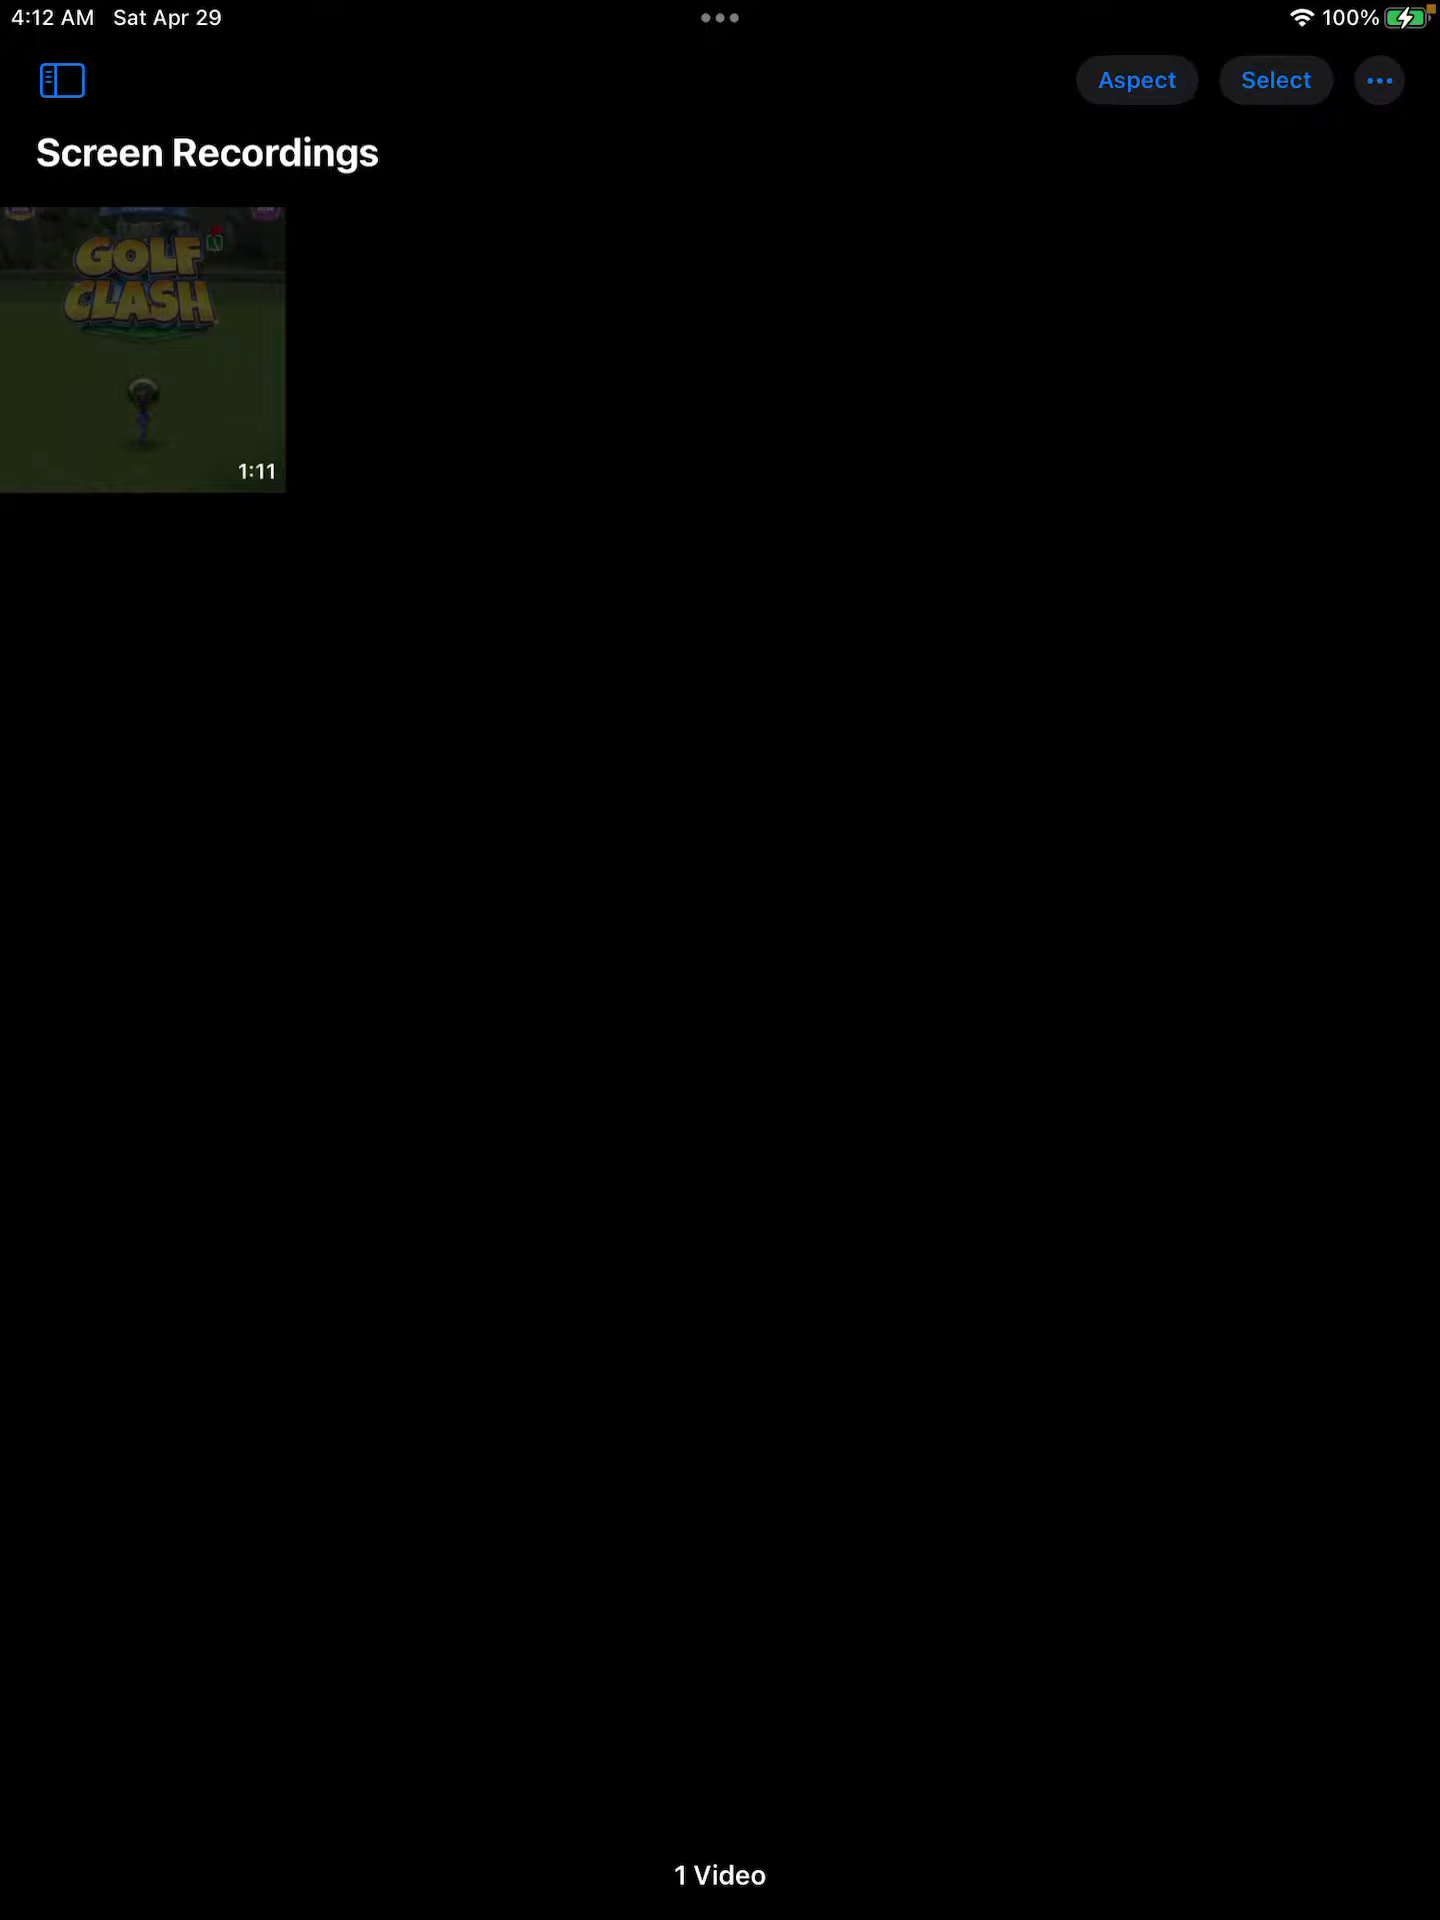 4:12 AM Sat Apr 29
100%
Aspect
Select
Screen Recordings
GOLF
CLASH
1:11
1 Video